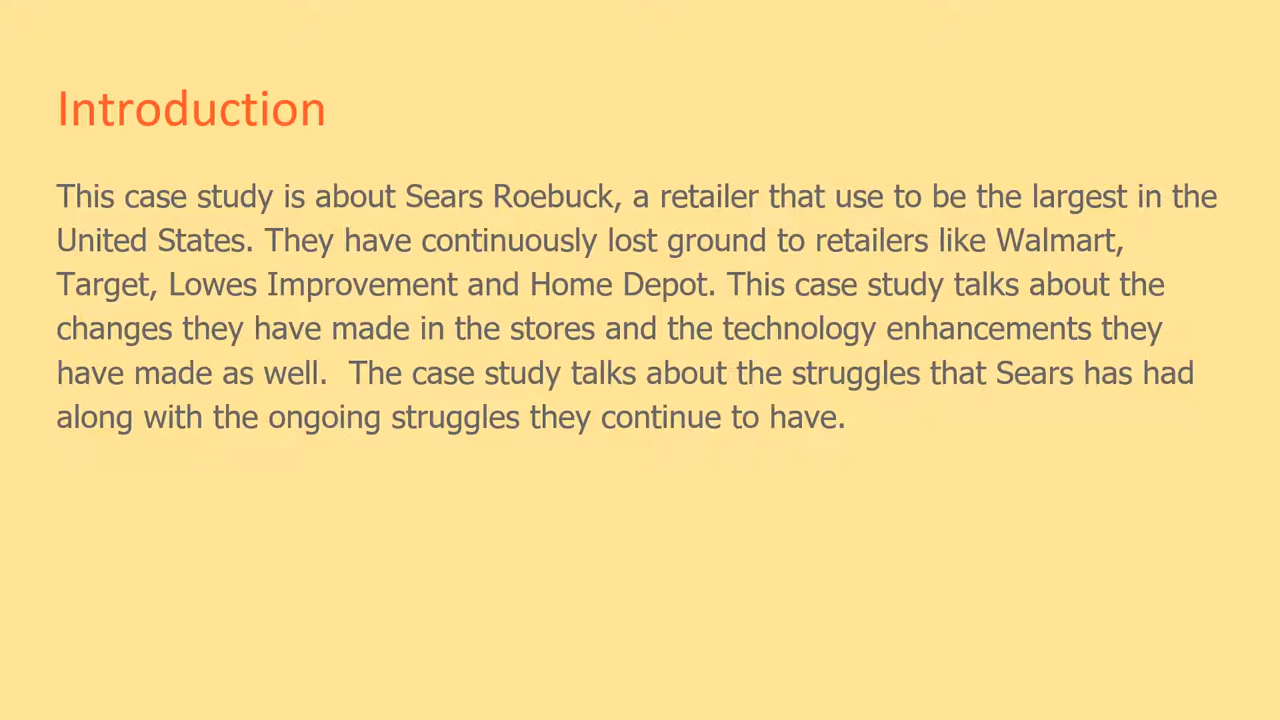 Introduction
This case study is about Sears Roebuck, a retailer that use to be the largest in the
United States. They have continuously lost ground to retailers like Walmart,
Target, Lowes Improvement and Home Depot. This case study talks about the
changes they have made in the stores and the technology enhancements they
have made as well.  The case study talks about the struggles that Sears has had
along with the ongoing struggles they continue to have.